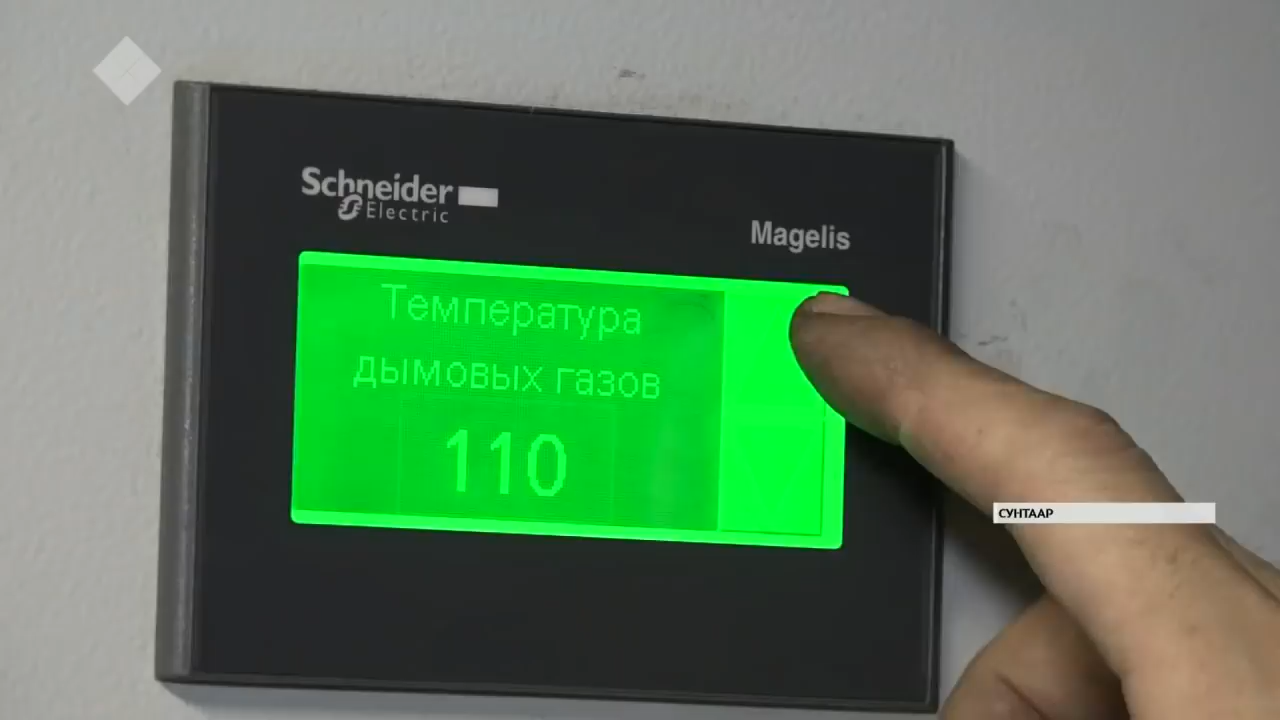 Schneider
Electric
Magelis
Температура
дымовых газов
110
СУНТААР